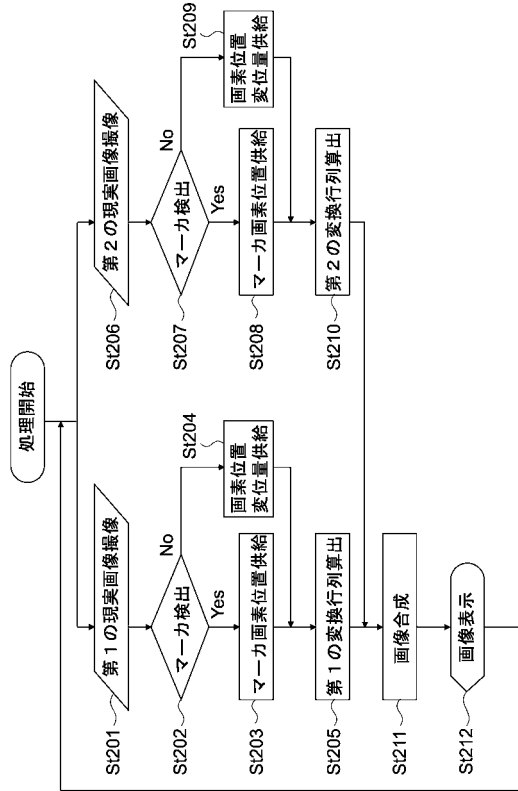 処理開始
St201
第1の現実画像撮像
St202
マーカ検出
No
Yes
St203
マーカ画素位置供給
St204
画素位置
変位量供給
St205
第1の変換行列算出
St206
第2の現実画像撮像
St207
マーカ検出
No
Yes
St208
マーカ画素位置供給
St209
画素位置
変位量供給
St210
第2の変換行列算出
St211
画像合成
St212
画像表示